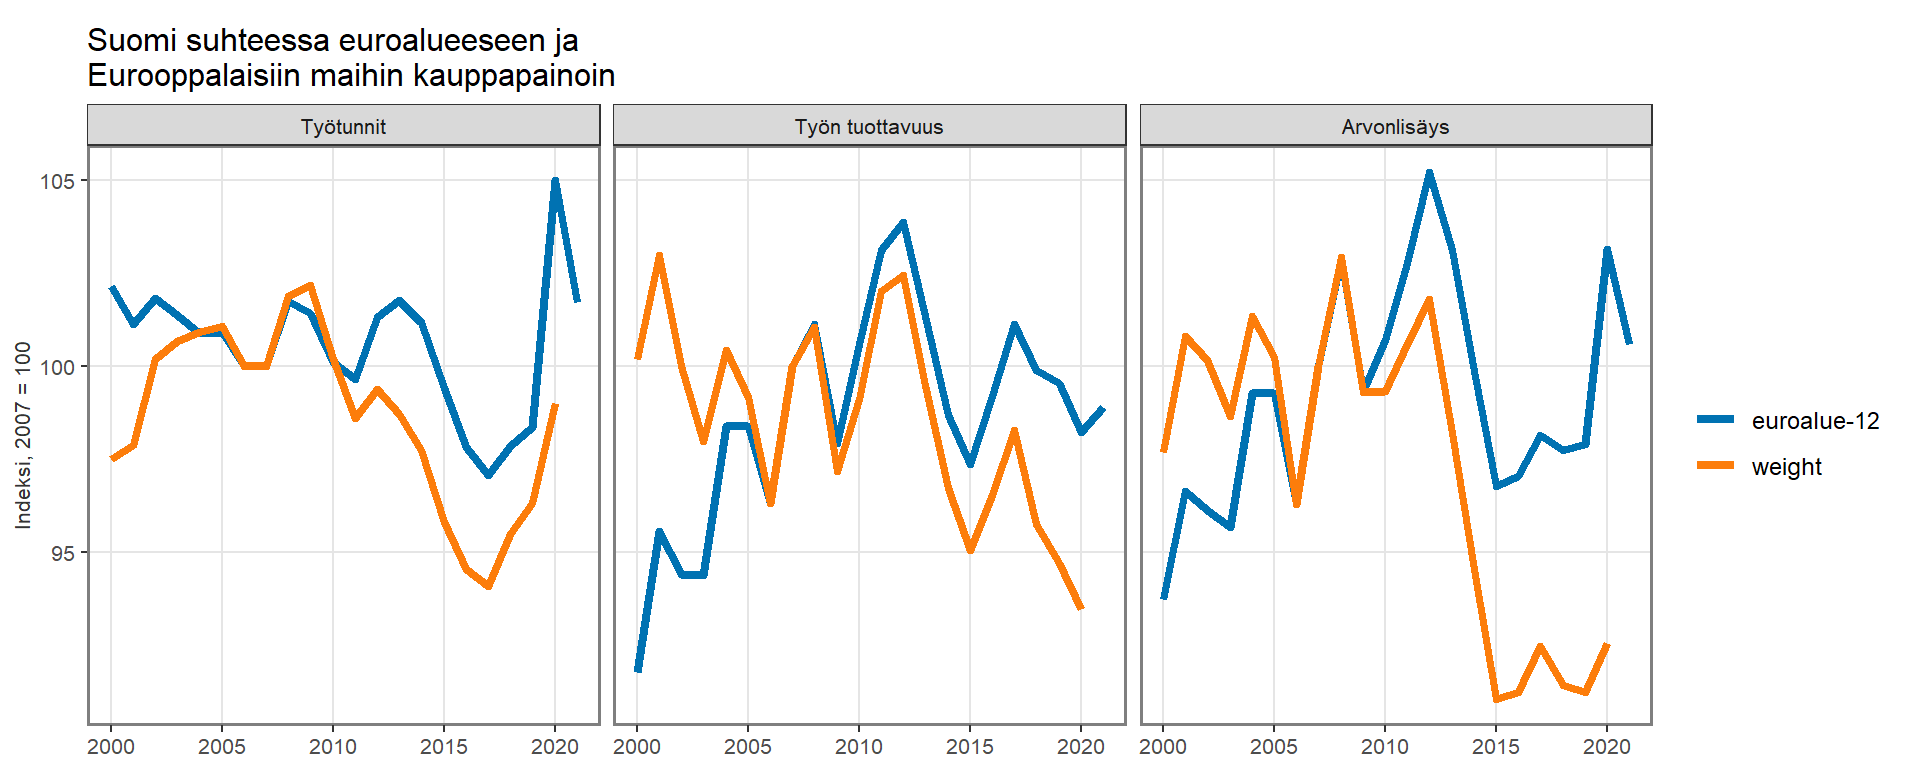 Suomi suhteessa euroalueeseen ja
Eurooppalaisiin maihin kauppapainoin
Työtunnit
Työn tuottavuus
Arvonlisäys
Indeksi, 2007 = 100
105
100
95
2000 2005 2010 2015 2020
2000 2005 2010 2015 2020
2000 2005 2010 2015 2020
euroalue-12
weight